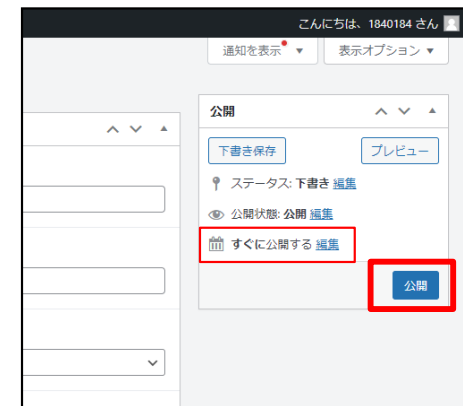 こんにちは、1840184 さん
通知を表示 ▼ 表示オプション ▼
公開
下書き保存 プレビュー
ステータス: 下書き 編集
公開状態: 公開 編集
すぐに公開する 編集
公開